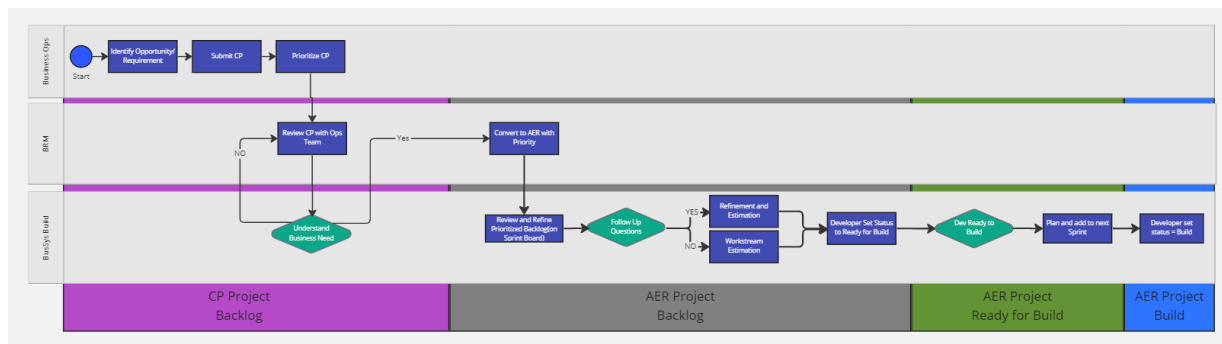 Business Ops
Start
Identify Opportunity/
Requirement
Submit CP
Prioritize CP
BRM
Review CP with Ops
Team
NO
Yes
Convert to AER with
Priority
BusSys Build
Understand
Business Need
Review and Refine
Prioritized Backlog(on
Sprint Board)
Follow Up
Questions
YES
Refinement and
Estimation
NO
Workstream
Estimation
Developer Set Status
to Ready for Build
Dev Ready to
Build
Plan and add to next
Sprint
Developer set
status = Build
CP Project
Backlog
AER Project
Backlog
AER Project
Ready for Build
AER Project
Build